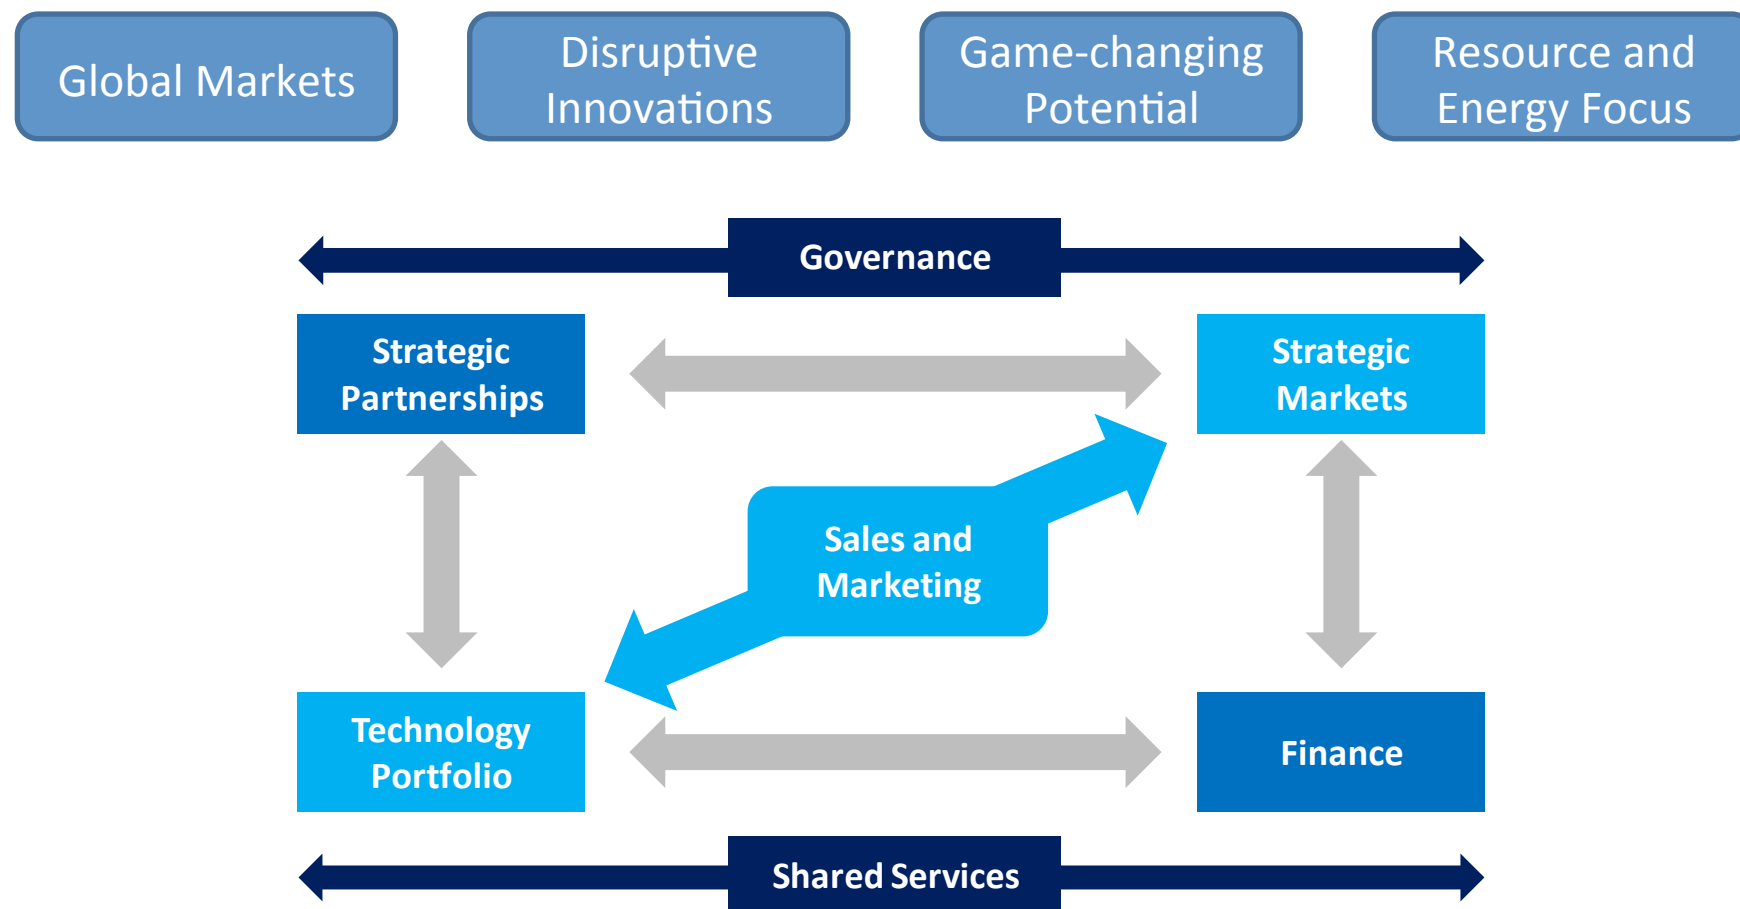 Global Markets
Disruptive
Innovations
Game-changing
Potential
Resource and
Energy Focus
Governance
Strategic
Partnerships
Strategic
Markets
Sales and
Marketing
Technology
Portfolio
Finance
Shared Services